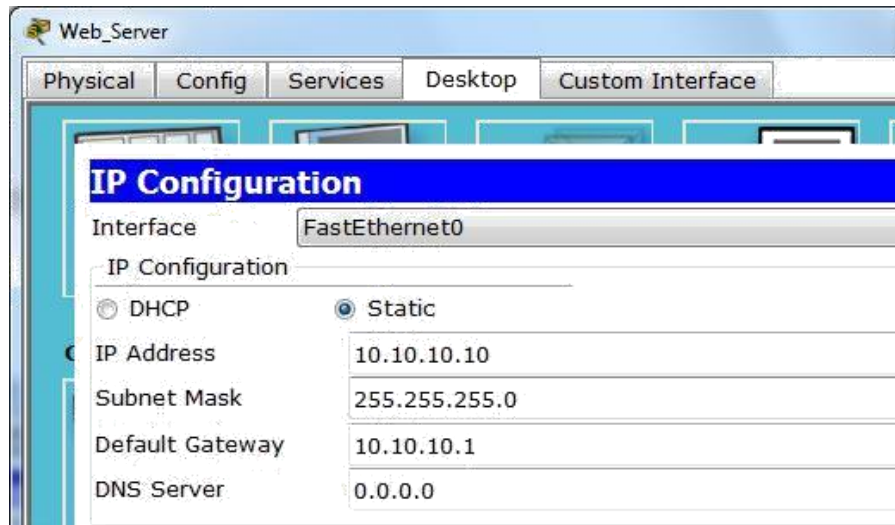 Web_Server
Physical Config Services Desktop Custom Interface
IP Configuration
Interface FastEthernet0
IP Configuration
DHCP Static
IP Address 10.10.10.10
Subnet Mask 255.255.255.0
Default Gateway 10.10.10.1
DNS Server 0.0.0.0